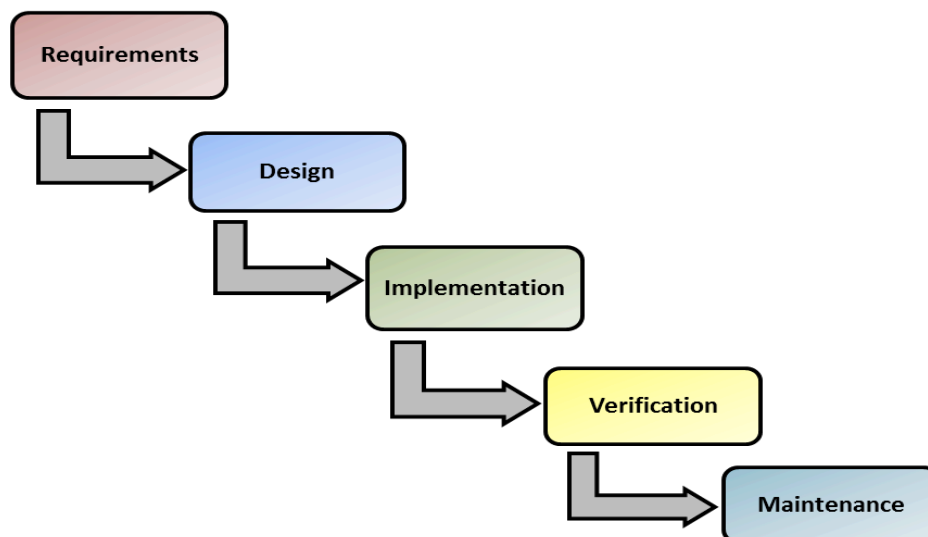 Requirements
Design
Implementation
Verification
Maintenance